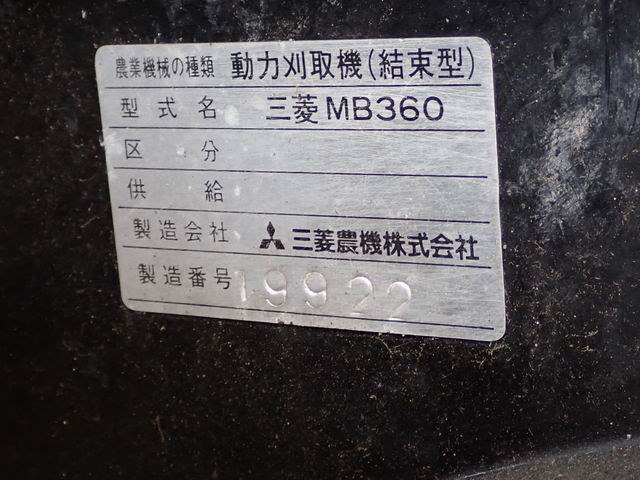 農業機械の種類 動力刈取機(結束型)
型式名 三菱MB360
区分
供給
製造会社 三菱農機株式会社
製造番号 19922